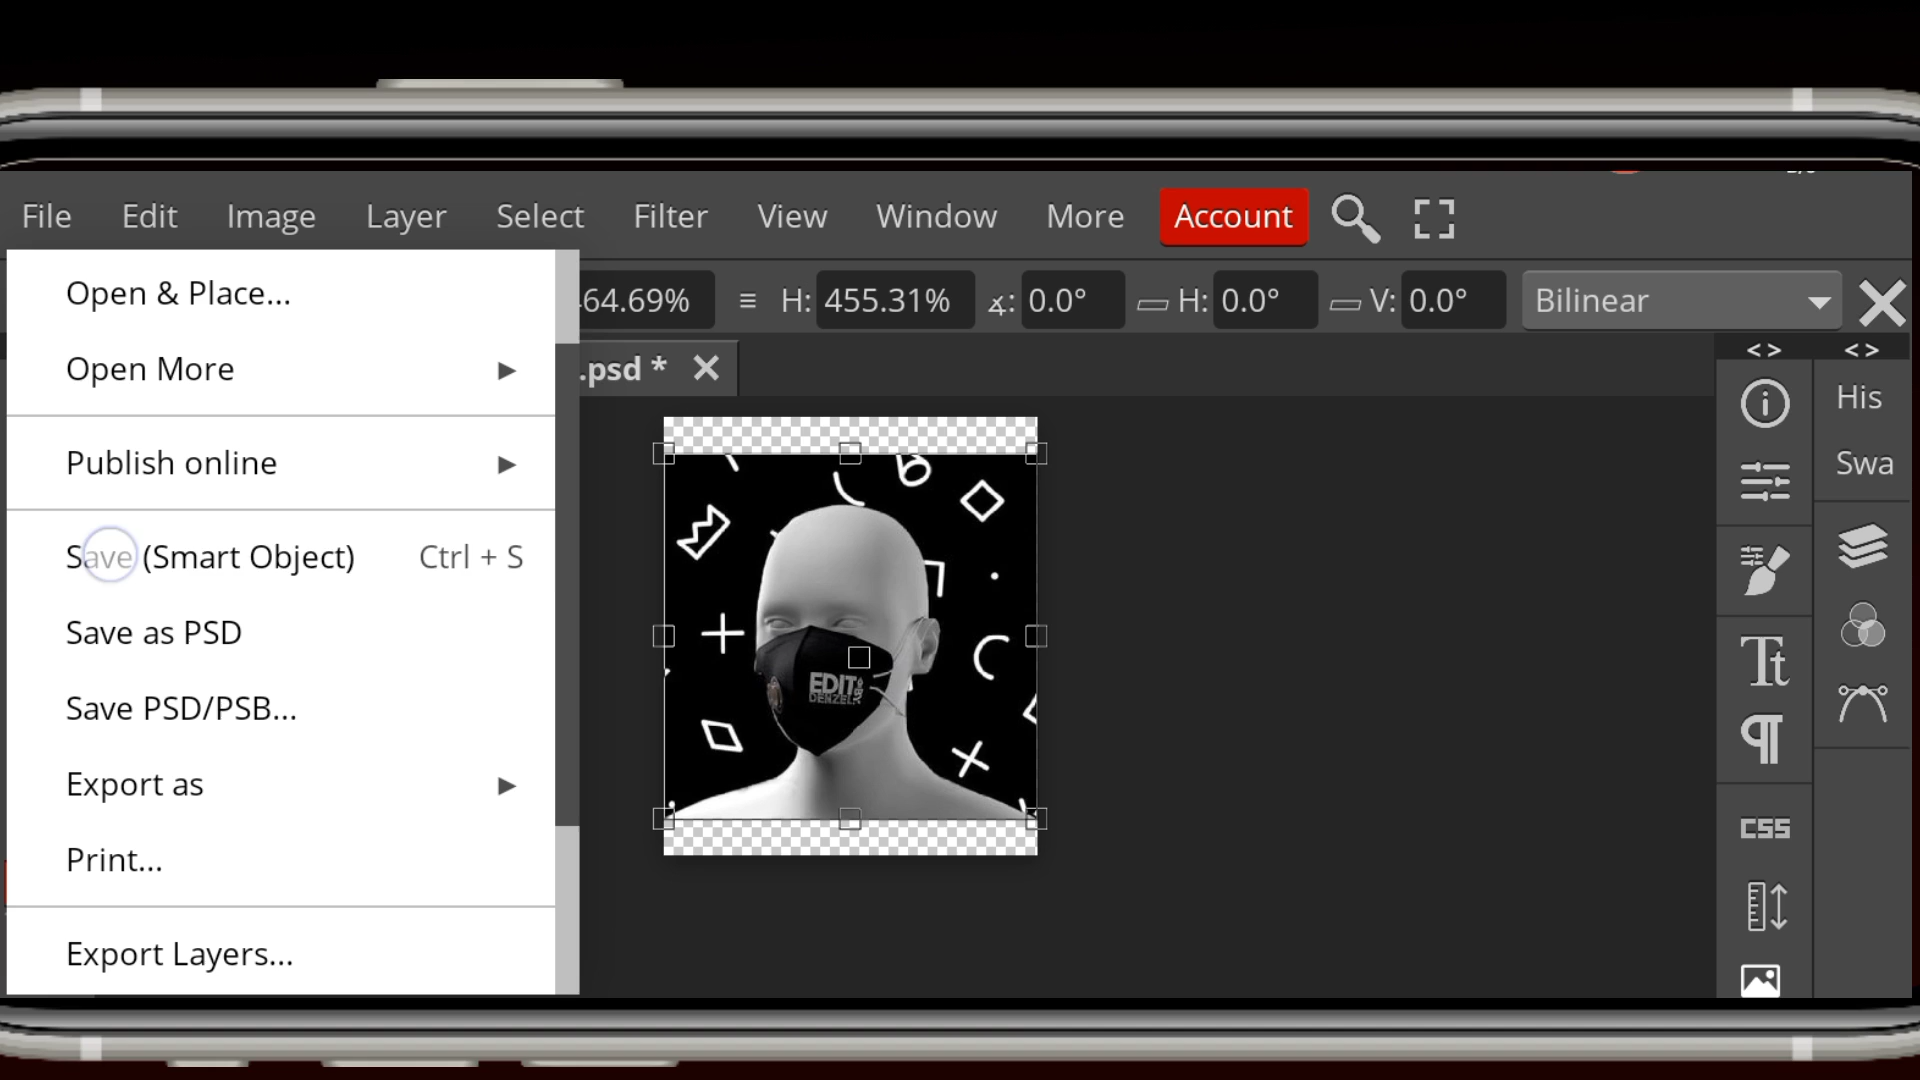 File Edit Image Layer Select Filter View Window More Account
64.69% H: 455.31% : 0.0° H: 0.0° V: 0.0° Bilinear
.psd *
Open & Place...
Open More
Publish online
Save (Smart Object) Ctrl + S
Save as PSD
Save PSD/PSB...
Export as
Print...
Export Layers...
EDIT
DENZEL
< > < >
His
Swa
Tt
CSS